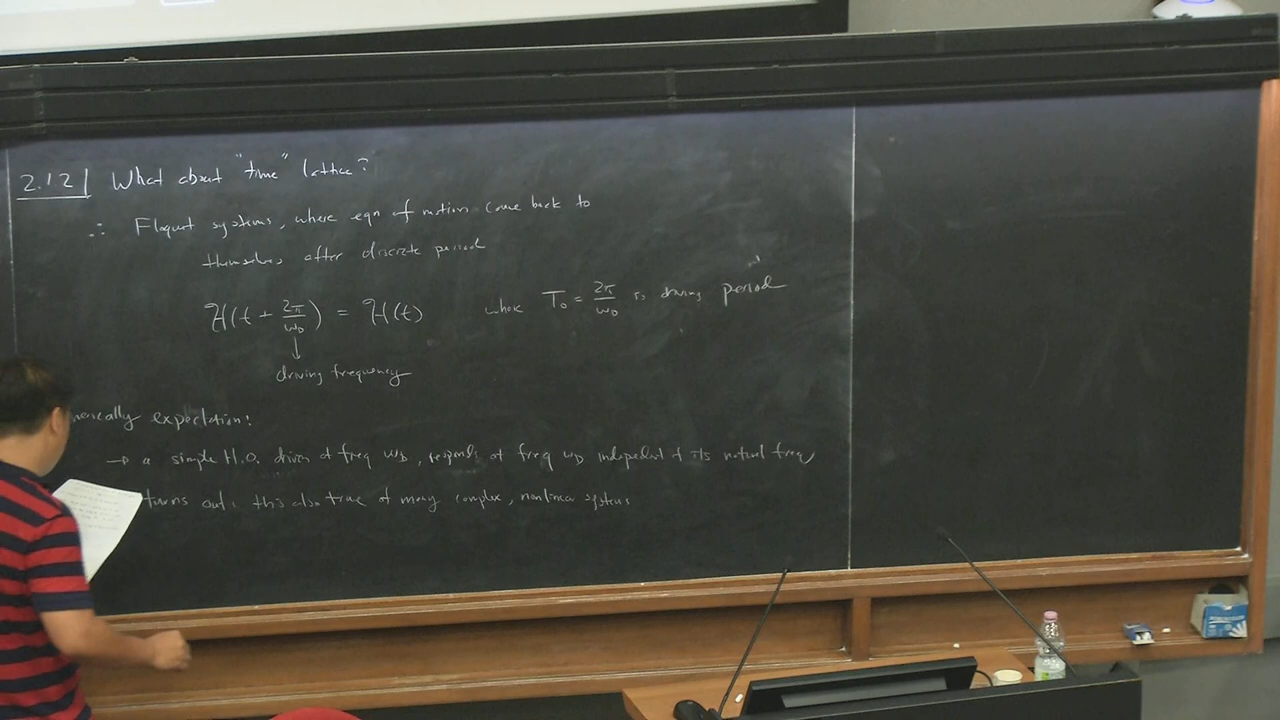 2.12 What about "time" lattice?
∴ Floquet systems, where eqn of motion come back to
themselves after discrete period
H(t + 2π/ω_D) = H(t) where T_0 = 2π/ω_D is driving period
↓
driving frequency
nerically expectation:
→ a simple H.O. driven at freq ω_D, responds at freq ω_D independent of its natural freq
turns out: this also true of many complex, nonlinear systems